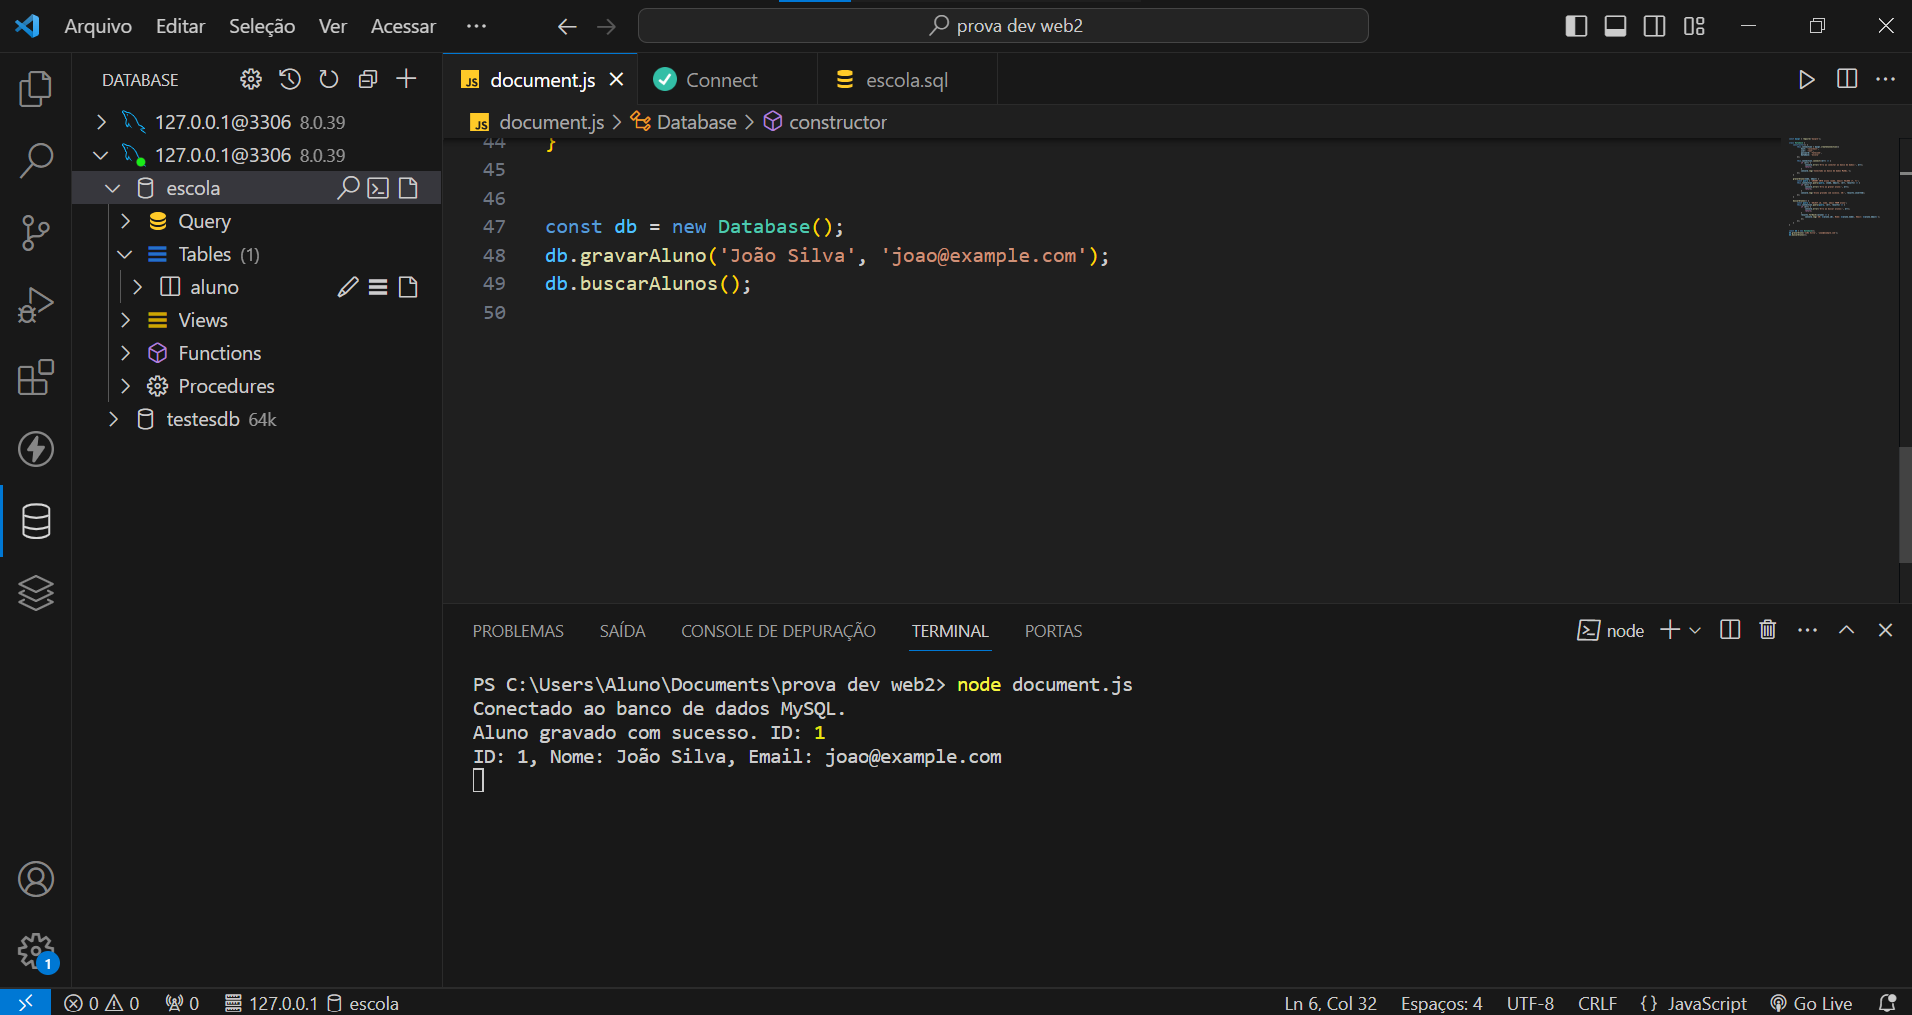 Arquivo Editar Seleção Ver Acessar ···
prova dev web2
DATABASE
127.0.0.1@3306 8.0.39
127.0.0.1@3306 8.0.39
escola
Query
Tables (1)
aluno
Views
Functions
Procedures
testesdb 64k
1
JS document.js
Connect
escola.sql
JS document.js > Database > constructor
44 }
45
46
47 const db = new Database();
48 db.gravarAluno('João Silva', 'joao@example.com');
49 db.buscarAlunos();
50
PROBLEMAS SAÍDA CONSOLE DE DEPURAÇÃO TERMINAL PORTAS
node
PS C:\Users\Aluno\Documents\prova dev web2> node document.js
Conectado ao banco de dados MySQL.
Aluno gravado com sucesso. ID: 1
ID: 1, Nome: João Silva, Email: joao@example.com
0 0 0 127.0.0.1 escola
Ln 6, Col 32 Espaços: 4 UTF-8 CRLF {} JavaScript Go Live